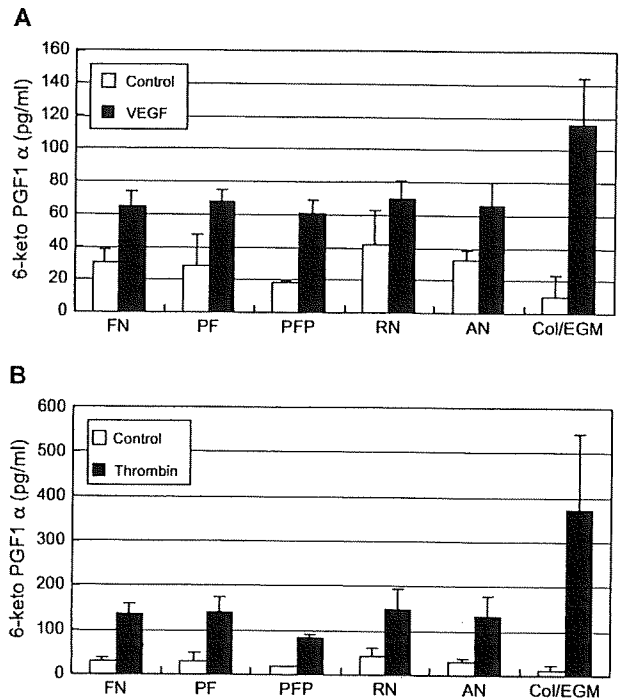 A
6-keto PGF1 α (pg/ml)
160
140
120
100
80
60
40
20
0
Control
VEGF
FN PF PFP RN AN Col/EGM
B
6-keto PGF1 α (pg/ml)
600
500
400
300
200
100
0
Control
Thrombin
FN PF PFP RN AN Col/EGM